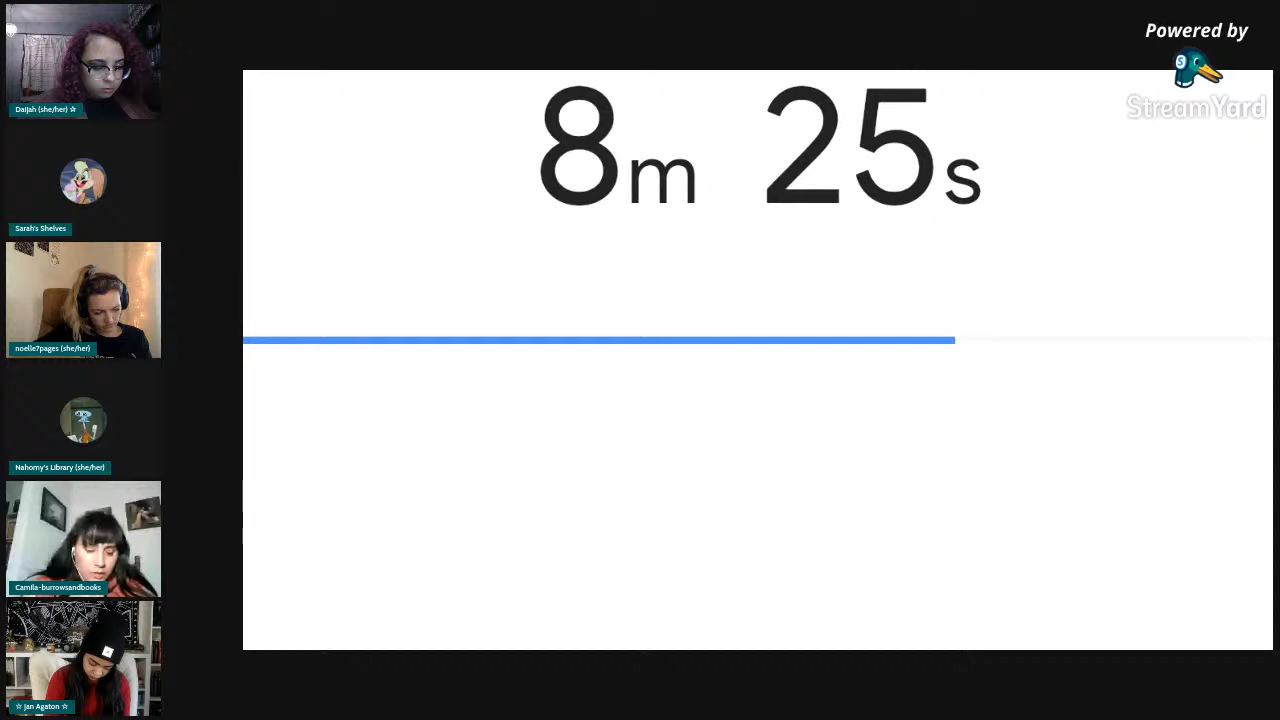 Powered by
StreamYard
8m 25s
Daijah (she/her) ☆
Sarah's Shelves
noelle7pages (she/her)
Nahomy's Library (she/her)
Camila-burrowsandbooks
☆ Jan Agaton ☆